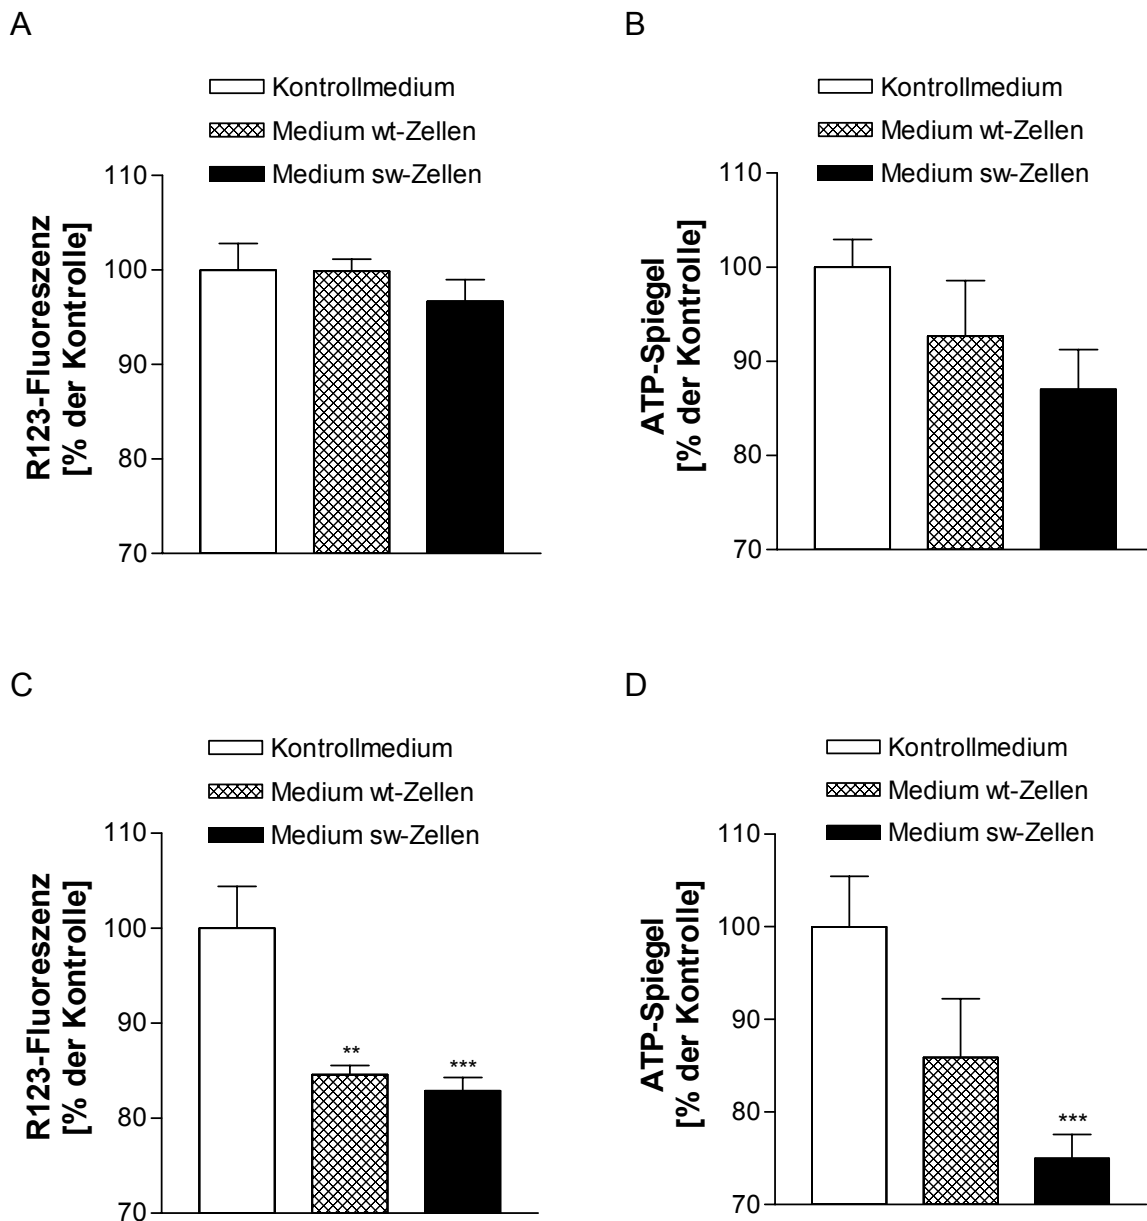 A
Kontrollmedium
Medium wt-Zellen
Medium sw-Zellen
R123-Fluoreszenz
[% der Kontrolle]
110
100
90
80
70
B
Kontrollmedium
Medium wt-Zellen
Medium sw-Zellen
ATP-Spiegel
[% der Kontrolle]
110
100
90
80
70
C
Kontrollmedium
Medium wt-Zellen
Medium sw-Zellen
R123-Fluoreszenz
[% der Kontrolle]
110
100
90
80
70
**
***
D
Kontrollmedium
Medium wt-Zellen
Medium sw-Zellen
ATP-Spiegel
[% der Kontrolle]
110
100
90
80
70
***